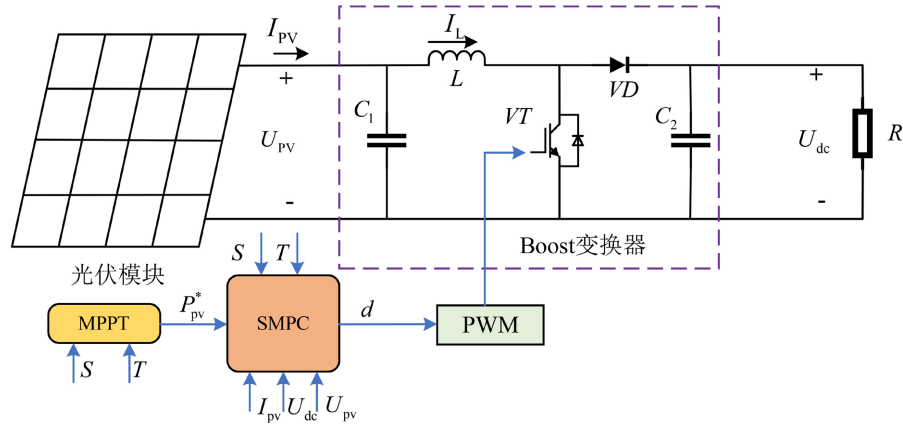 I_PV
I_L
L
VD
+
+
C_1
VT
C_2
U_PV
U_dc
R
-
-
Boost变换器
光伏模块
S
T
MPPT
P_pv^*
SMPC
d
PWM
S
T
I_pv
U_dc
U_pv